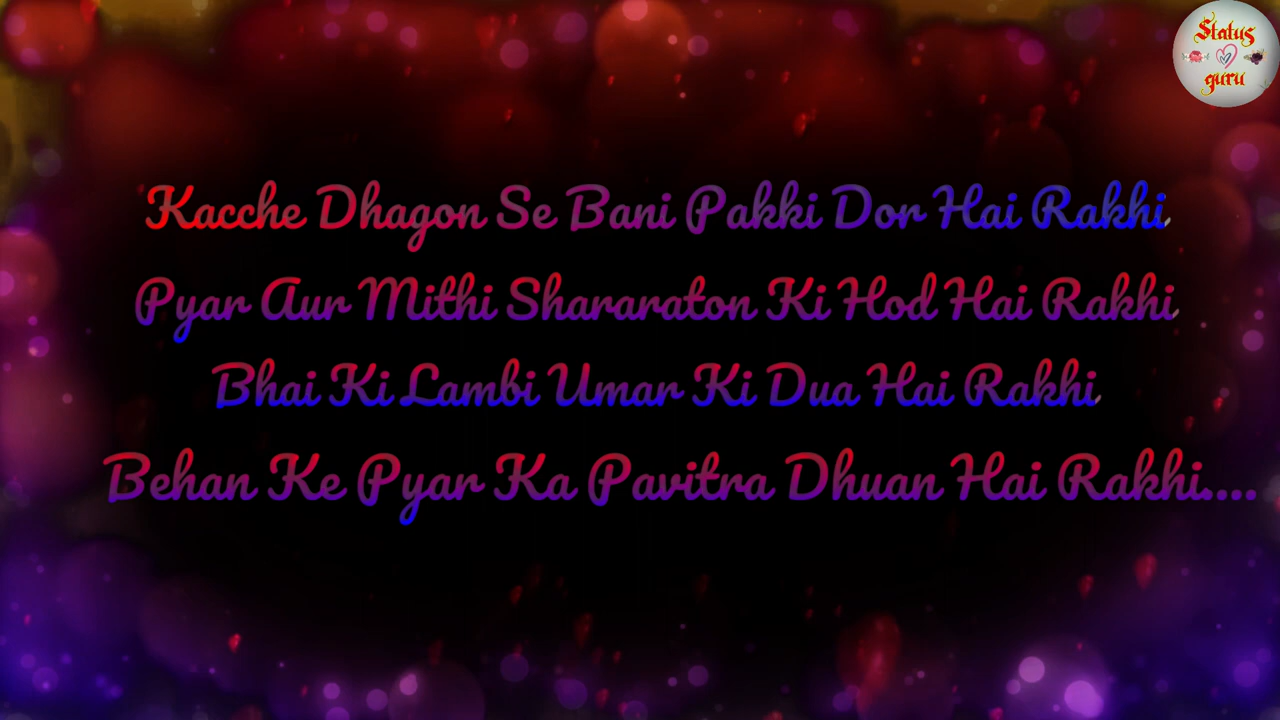 Status
guru
Kacche Dhagon Se Bani Pakki Dor Hai Rakhi,
Pyar Aur Mithi Shararaton Ki Hod Hai Rakhi,
Bhai Ki Lambi Umar Ki Dua Hai Rakhi,
Behan Ke Pyar Ka Pavitra Dhuan Hai Rakhi....